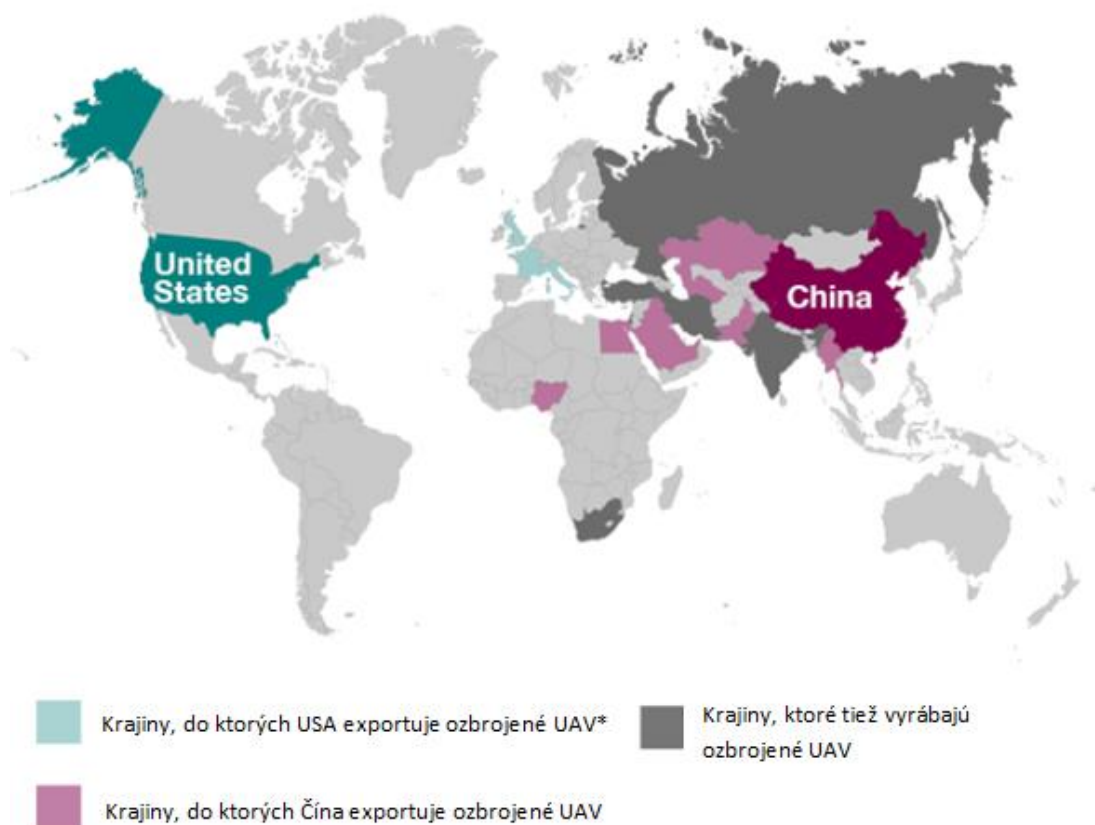 United
States
China
Krajiny, do ktorých USA exportuje ozbrojené UAV*
Krajiny, ktoré tiež vyrábajú
ozbrojené UAV
Krajiny, do ktorých Čína exportuje ozbrojené UAV